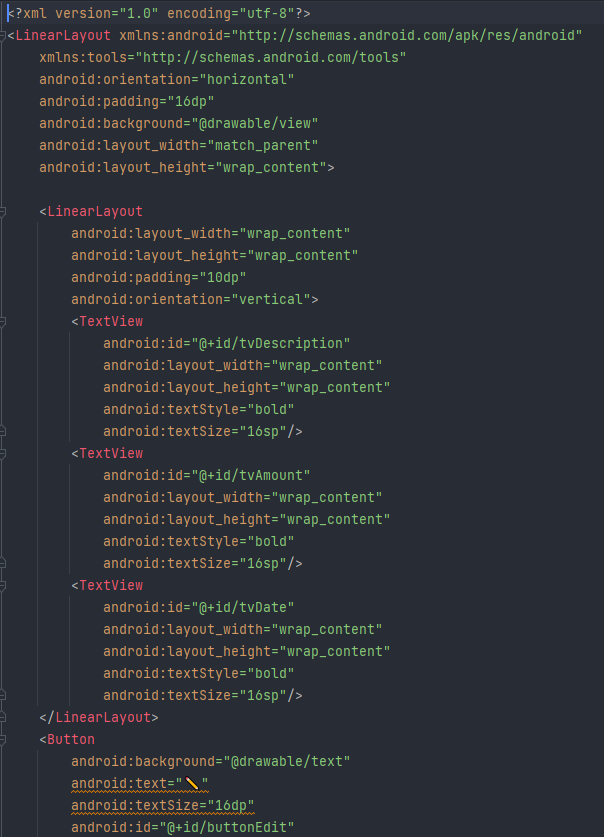 <?xml version="1.0" encoding="utf-8"?>
<LinearLayout xmlns:android="http://schemas.android.com/apk/res/android"
    xmlns:tools="http://schemas.android.com/tools"
    android:orientation="horizontal"
    android:padding="16dp"
    android:background="@drawable/view"
    android:layout_width="match_parent"
    android:layout_height="wrap_content">

    <LinearLayout
        android:layout_width="wrap_content"
        android:layout_height="wrap_content"
        android:padding="10dp"
        android:orientation="vertical">
        <TextView
            android:id="@+id/tvDescription"
            android:layout_width="wrap_content"
            android:layout_height="wrap_content"
            android:textStyle="bold"
            android:textSize="16sp"/>
        <TextView
            android:id="@+id/tvAmount"
            android:layout_width="wrap_content"
            android:layout_height="wrap_content"
            android:textStyle="bold"
            android:textSize="16sp"/>
        <TextView
            android:id="@+id/tvDate"
            android:layout_width="wrap_content"
            android:layout_height="wrap_content"
            android:textStyle="bold"
            android:textSize="16sp"/>
    </LinearLayout>
    <Button
        android:background="@drawable/text"
        android:text="✏️"
        android:textSize="16dp"
        android:id="@+id/buttonEdit"